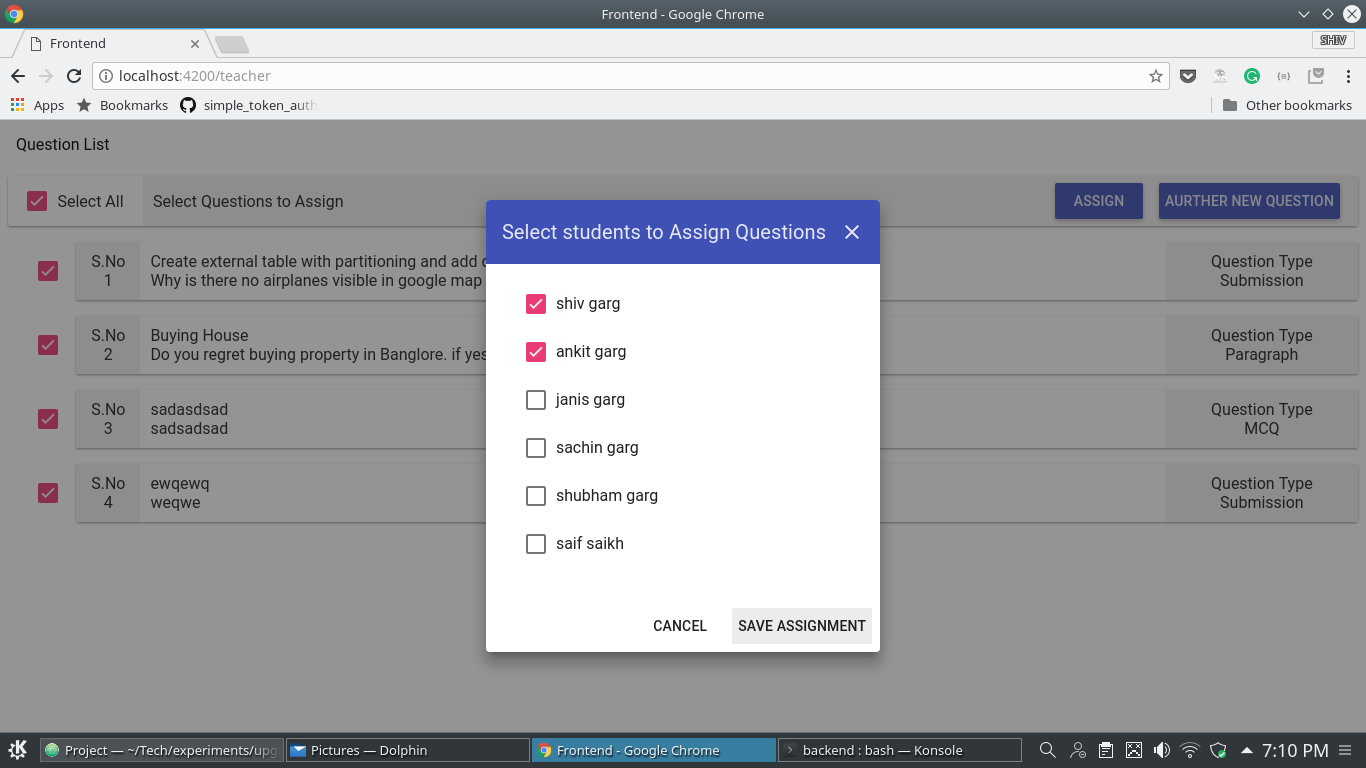 Frontend - Google Chrome
Frontend
SHIV
localhost:4200/teacher
Apps
Bookmarks
simple_token_auth
Other bookmarks
Question List
Select All
Select Questions to Assign
ASSIGN
AURTHER NEW QUESTION
Select students to Assign Questions
S.No
1
Create external table with partitioning and add
Why is there no airplanes visible in google map
Question Type
Submission
S.No
2
Buying House
Do you regret buying property in Banglore. if yes
Question Type
Paragraph
S.No
3
sadasdsad
sadsadsad
Question Type
MCQ
S.No
4
ewqewq
weqwe
Question Type
Submission
shiv garg
ankit garg
janis garg
sachin garg
shubham garg
saif saikh
CANCEL
SAVE ASSIGNMENT
Project — ~/Tech/experiments/upg
Pictures — Dolphin
Frontend - Google Chrome
backend : bash — Konsole
7:10 PM